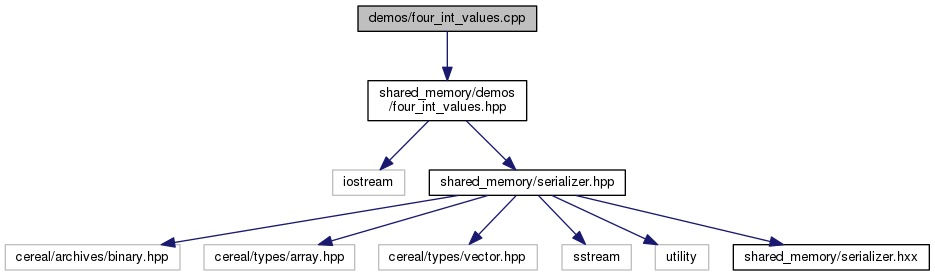 demos/four_int_values.cpp
shared_memory/demos
/four_int_values.hpp
iostream
shared_memory/serializer.hpp
cereal/archives/binary.hpp
cereal/types/array.hpp
cereal/types/vector.hpp
sstream
utility
shared_memory/serializer.hxx